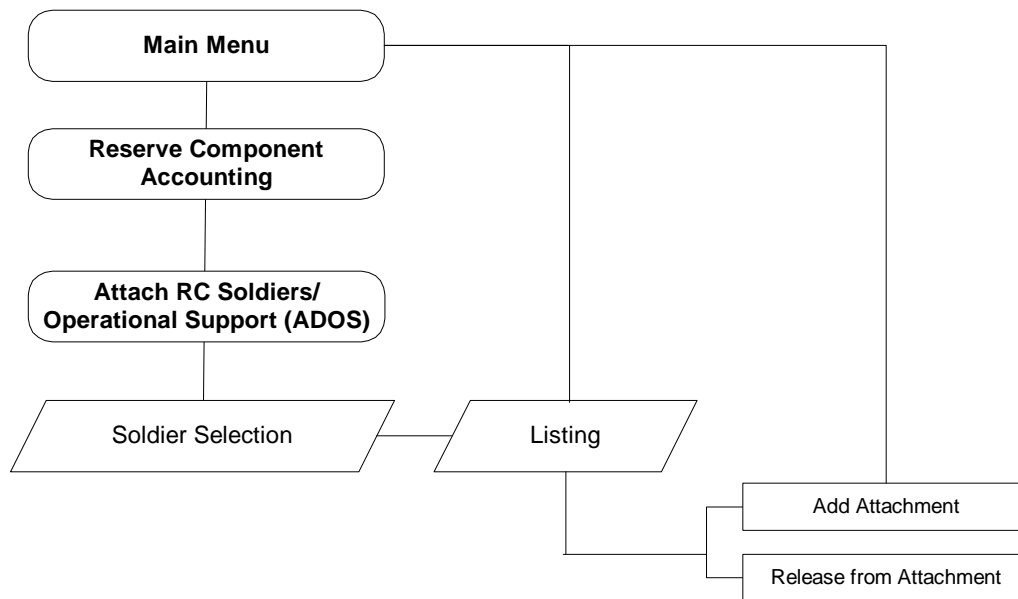 Main Menu
Reserve Component
Accounting
Attach RC Soldiers/
Operational Support (ADOS)
Soldier Selection
Listing
Add Attachment
Release from Attachment